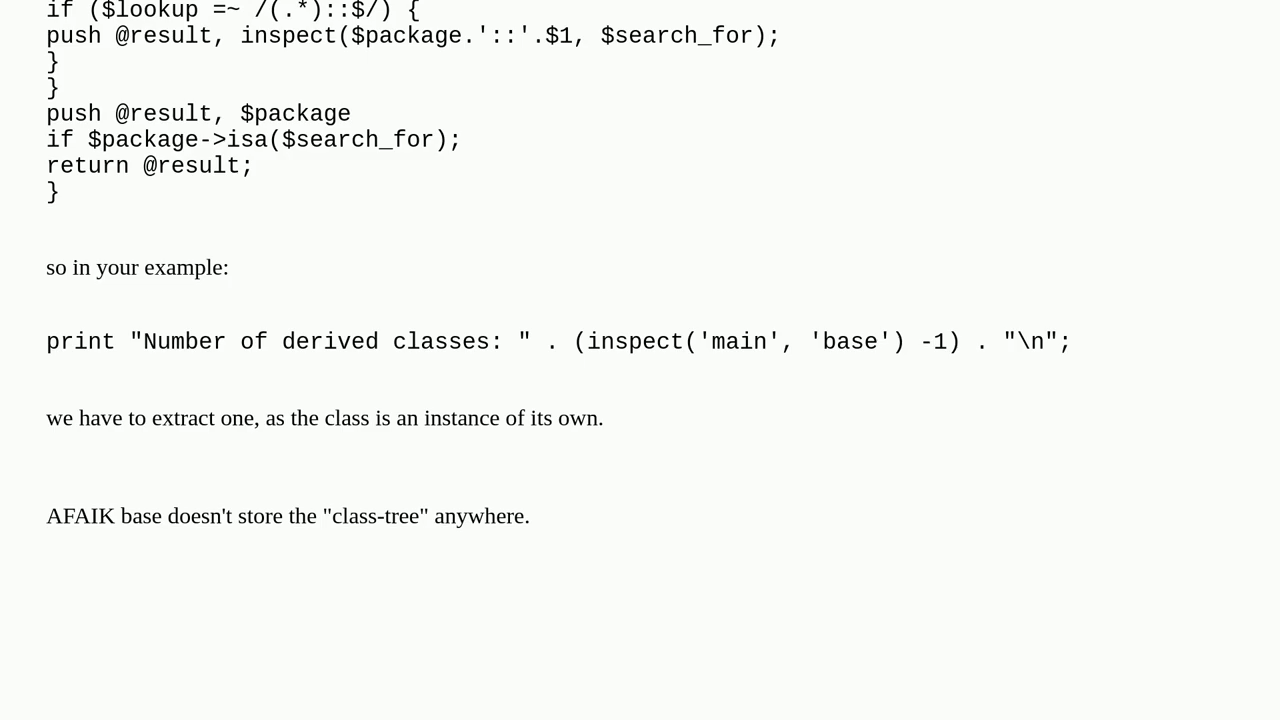 if ($lookup =~ /(.*)::$/) {
push @result, inspect($package.'::'.$1, $search_for);
}
}
push @result, $package
if $package->isa($search_for);
return @result;
}
so in your example:
print "Number of derived classes: " . (inspect('main', 'base') -1) . "\n";
we have to extract one, as the class is an instance of its own.
AFAIK base doesn't store the "class-tree" anywhere.